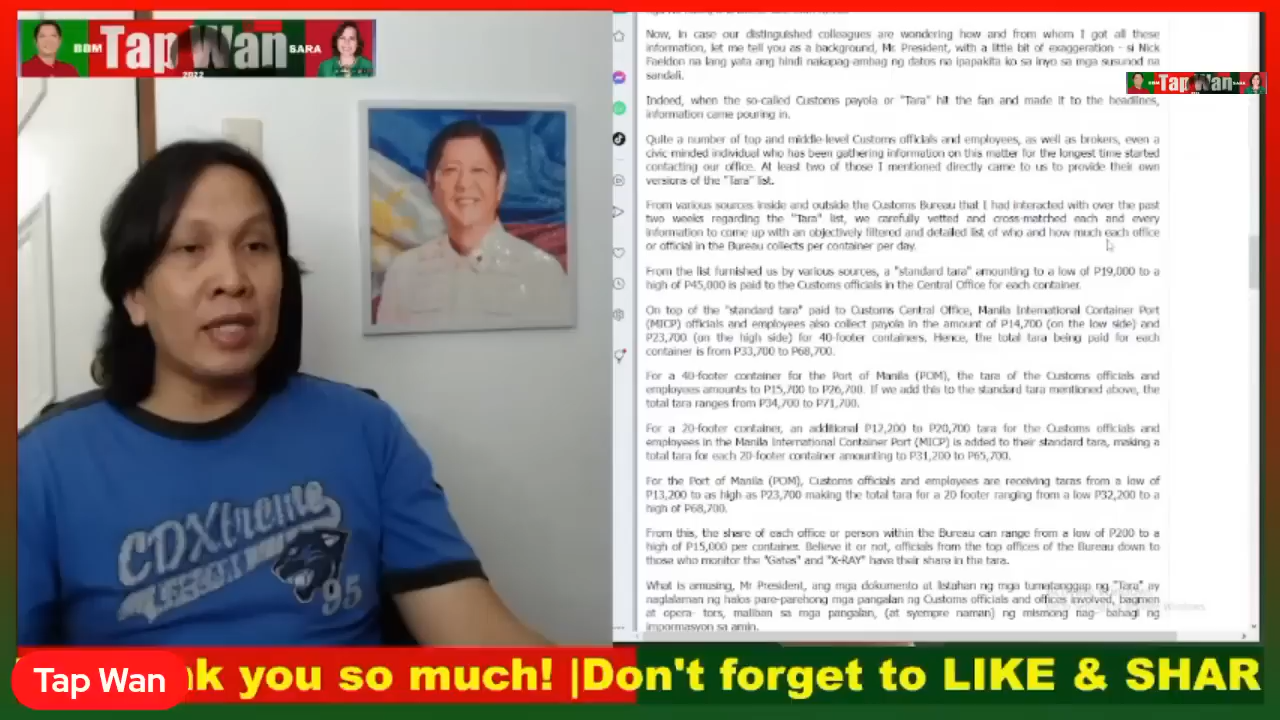 BBM
Tap Wan
SARA
2022
BBM Tap Wan SARA
Now, in case our distinguished colleagues are wondering how and from whom I got all these
information, let me tell you as a background, Mr. President, with a little bit of exaggeration - si Nick
Faeldon na lang yata ang hindi nakapag-ambag ng datos na ipapakita ko sa inyo sa mga susunod na
sandali.
Indeed, when the so-called Customs payola or "Tara" hit the fan and made it to the headlines,
information came pouring in.
Quite a number of top and middle-level Customs officials and employees, as well as brokers, even a
civic minded individual who has been gathering information on this matter for the longest time started
contacting our office. At least two of those I mentioned directly came to us to provide their own
versions of the "Tara" list.
From various sources inside and outside the Customs Bureau that I had interacted with over the past
two weeks regarding the "Tara" list, we carefully vetted and cross-matched each and every
information to come up with an objectively filtered and detailed list of who and how much each office
or official in the Bureau collects per container per day.
From the list furnished us by various sources, a "standard tara" amounting to a low of P19,000 to a
high of P45,000 is paid to the Customs officials in the Central Office for each container.
On top of the "standard tara" paid to Customs Central Office, Manila International Container Port
(MICP) officials and employees also collect payola in the amount of P14,700 (on the low side) and
P23,700 (on the high side) for 40-footer containers. Hence, the total tara being paid for each
container is from P33,700 to P68,700.
For a 40-footer container for the Port of Manila (POM), the tara of the Customs officials and
employees amounts to P15,700 to P26,700. If we add this to the standard tara mentioned above, the
total tara ranges from P34,700 to P71,700.
For a 20-footer container, an additional P12,200 to P20,700 tara for the Customs officials and
employees in the Manila International Container Port (MICP) is added to their standard tara, making a
total tara for each 20-footer container amounting to P31,200 to P65,700.
For the Port of Manila (POM), Customs officials and employees are receiving taras from a low of
P13,200 to as high as P23,700 making the total tara for a 20 footer ranging from a low P32,200 to a
high of P68,700.
From this, the share of each office or person within the Bureau can range from a low of P200 to a
high of P15,000 per container. Believe it or not, officials from the top offices of the Bureau down to
those who monitor the "Gates" and "X-RAY" have their share in the tara.
What is amusing, Mr President, ang mga dokumento at listahan ng mga tumatanggap ng "Tara" ay
naglalaman ng halos pare-parehong mga pangalan ng Customs officials and offices involved, bagmen
at opera- tors, maliban sa mga pangalan, (at syempre naman) ng mismong nag- bahagi ng
impormasyon sa amin.
CDXtreme
95
Tap Wan
nk you so much! |Don't forget to LIKE & SHAR